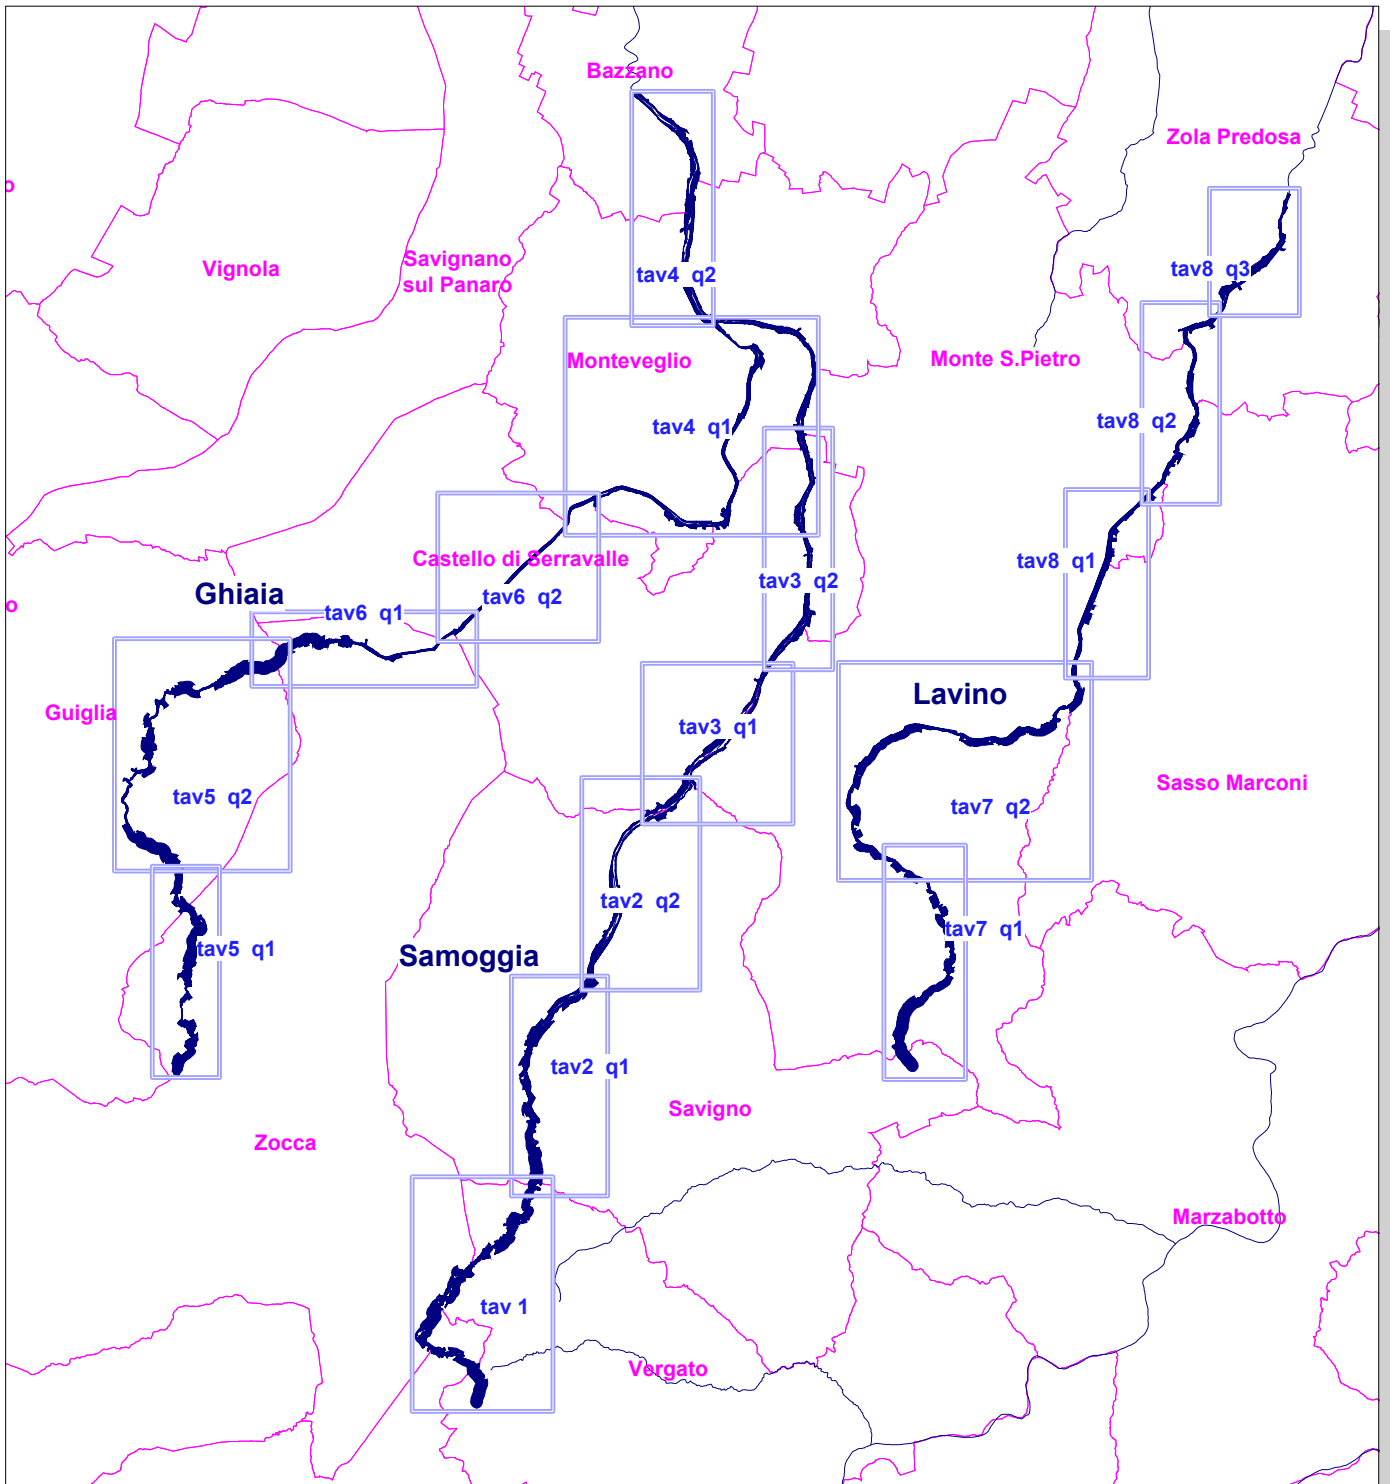 Bazzano
Zola Predosa
o
Vignola
Savignano
sul Panaro
tav4 q2
tav8 q3
Monteveglio
Monte S.Pietro
tav4 q1
tav8 q2
Castello di Serravalle
tav8 q1
tav3 q2
Ghiaia
tav6 q2
o
tav6 q1
Lavino
Guiglia
tav3 q1
Sasso Marconi
tav5 q2
tav7 q2
tav2 q2
tav7 q1
tav5 q1
Samoggia
tav2 q1
Savigno
Zocca
Marzabotto
tav 1
Vergato